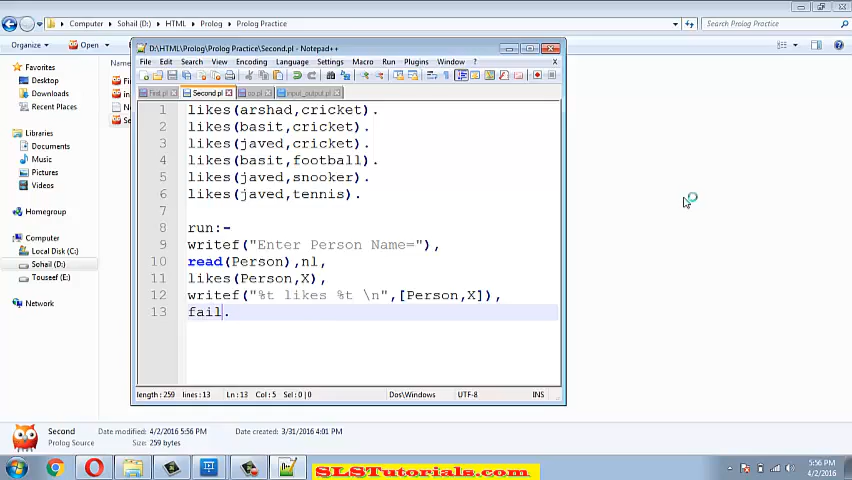 Computer Sohail (D:) HTML Prolog Prolog Practice
Search Prolog Practice
Organize Open
D:\HTML\Prolog\Prolog Practice\Second.pl - Notepad++
File Edit Search View Encoding Language Settings Macro Run Plugins Window ? X
First.pl Second.pl oo.pl input_output.pl
Favorites
Desktop
Downloads
Recent Places
Libraries
Documents
Music
Pictures
Videos
Homegroup
Computer
Local Disk (C:)
Sohail (D:)
Touseef (E:)
Network
Name
1 likes(arshad,cricket).
2 likes(basit,cricket).
3 likes(javed,cricket).
4 likes(basit,football).
5 likes(javed,snooker).
6 likes(javed,tennis).
7
8 run:-
9 writef("Enter Person Name="),
10 read(Person),nl,
11 likes(Person,X),
12 writef("%t likes %t \n",[Person,X]),
13 fail.
length : 259 lines : 13 Ln : 13 Col : 5 Sel : 0 | 0 Dos\Windows UTF-8 INS
Second Date modified: 4/2/2016 5:56 PM Date created: 3/31/2016 4:01 PM
Prolog Source Size: 259 bytes
SLSTutorials.com
5:56 PM
4/2/2016